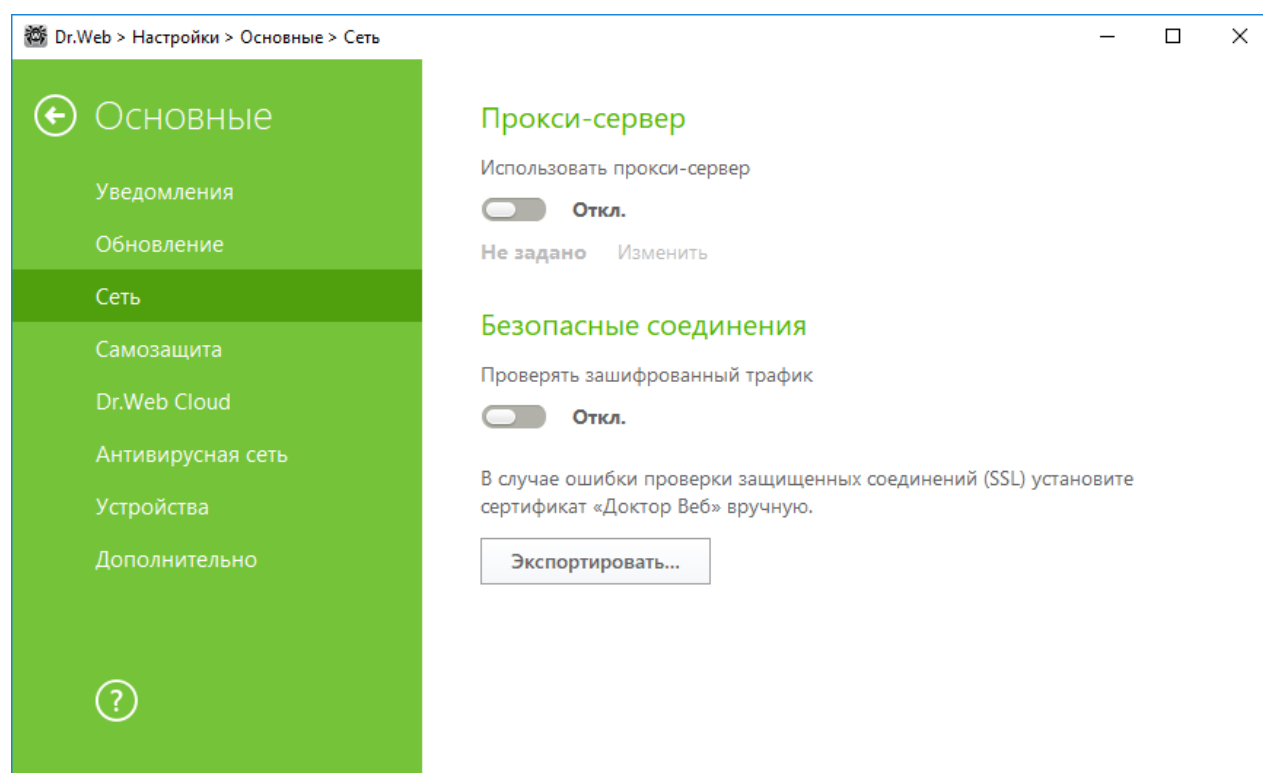 Dr.Web > Настройки > Основные > Сеть
Основные
Уведомления
Обновление
Сеть
Самозащита
Dr.Web Cloud
Антивирусная сеть
Устройства
Дополнительно
?
Прокси-сервер
Использовать прокси-сервер
Откл.
Не задано Изменить
Безопасные соединения
Проверять зашифрованный трафик
Откл.
В случае ошибки проверки защищенных соединений (SSL) установите
сертификат «Доктор Веб» вручную.
Экспортировать...